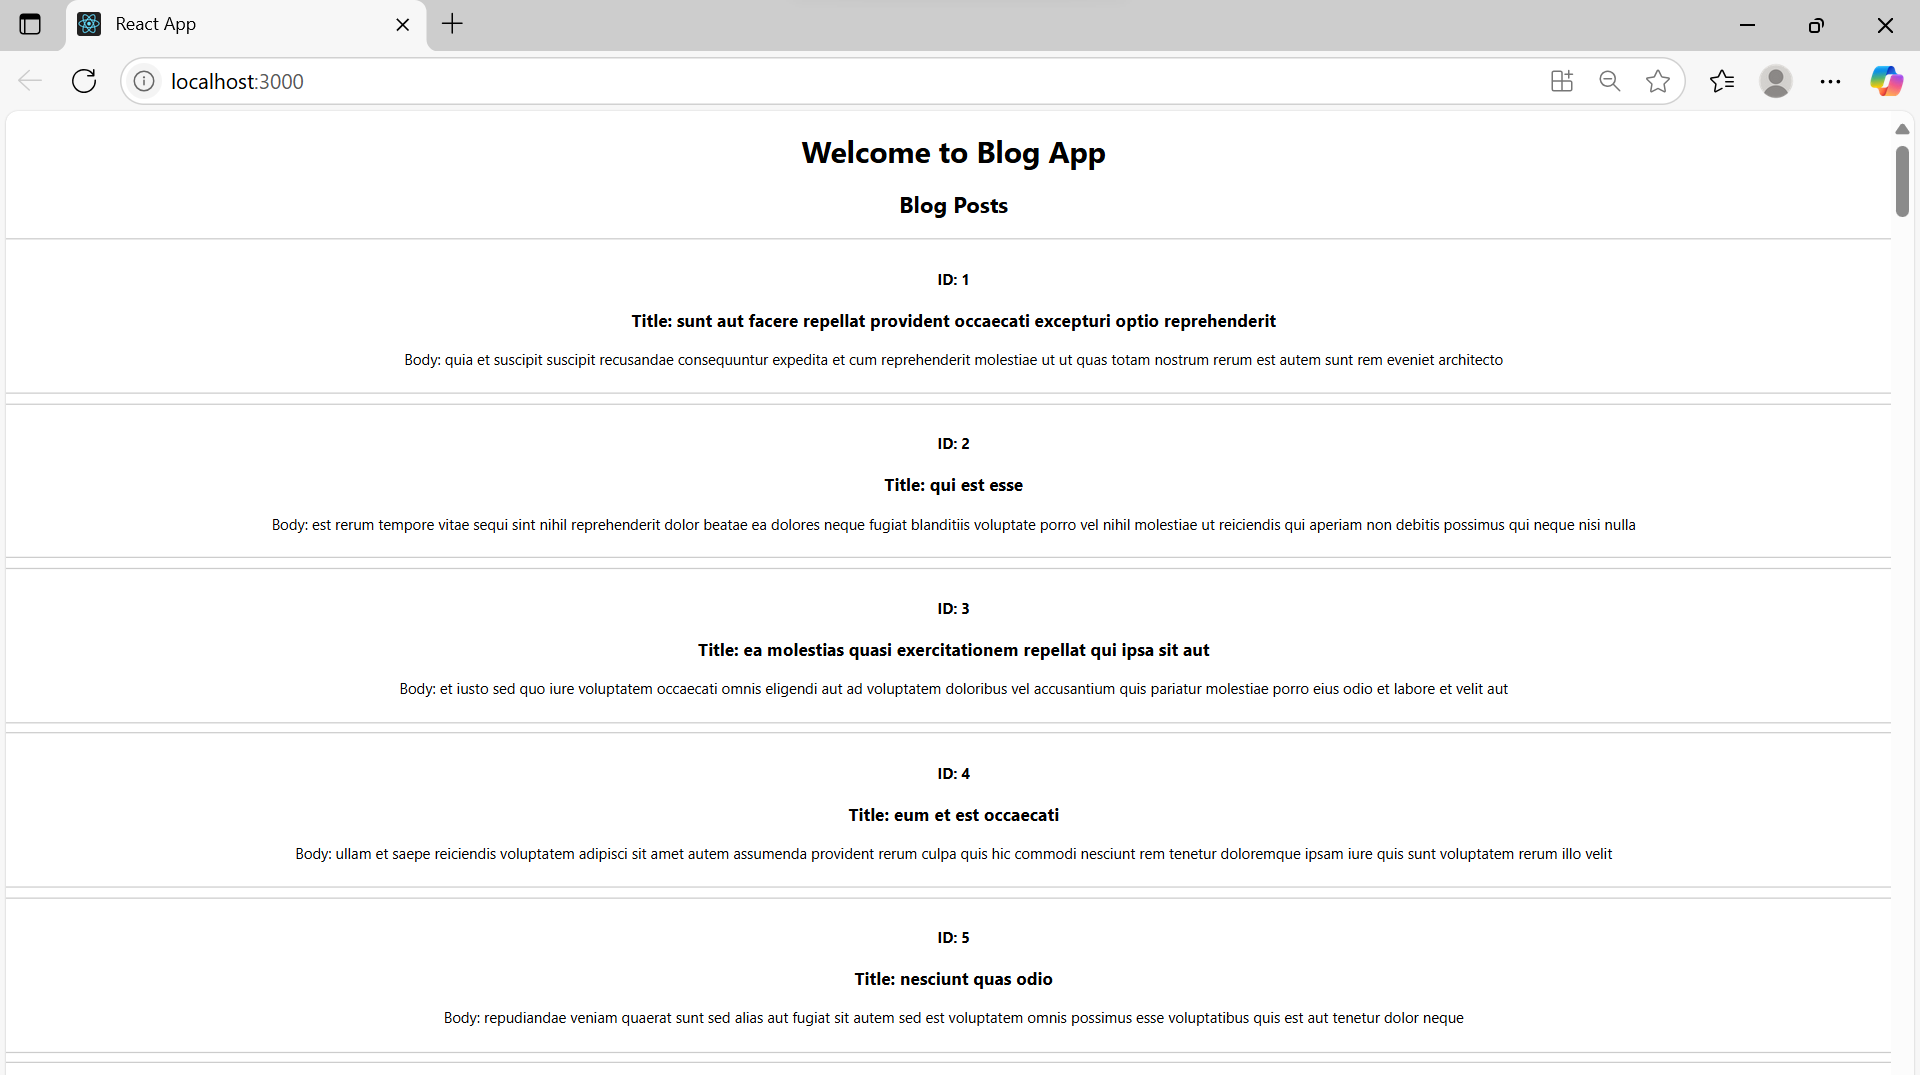 React App
localhost:3000
Welcome to Blog App
Blog Posts
ID: 1
Title: sunt aut facere repellat provident occaecati excepturi optio reprehenderit
Body: quia et suscipit suscipit recusandae consequuntur expedita et cum reprehenderit molestiae ut ut quas totam nostrum rerum est autem sunt rem eveniet architecto
ID: 2
Title: qui est esse
Body: est rerum tempore vitae sequi sint nihil reprehenderit dolor beatae ea dolores neque fugiat blanditiis voluptate porro vel nihil molestiae ut reiciendis qui aperiam non debitis possimus qui neque nisi nulla
ID: 3
Title: ea molestias quasi exercitationem repellat qui ipsa sit aut
Body: et iusto sed quo iure voluptatem occaecati omnis eligendi aut ad voluptatem doloribus vel accusantium quis pariatur molestiae porro eius odio et labore et velit aut
ID: 4
Title: eum et est occaecati
Body: ullam et saepe reiciendis voluptatem adipisci sit amet autem assumenda provident rerum culpa quis hic commodi nesciunt rem tenetur doloremque ipsam iure quis sunt voluptatem rerum illo velit
ID: 5
Title: nesciunt quas odio
Body: repudiandae veniam quaerat sunt sed alias aut fugiat sit autem sed est voluptatem omnis possimus esse voluptatibus quis est aut tenetur dolor neque